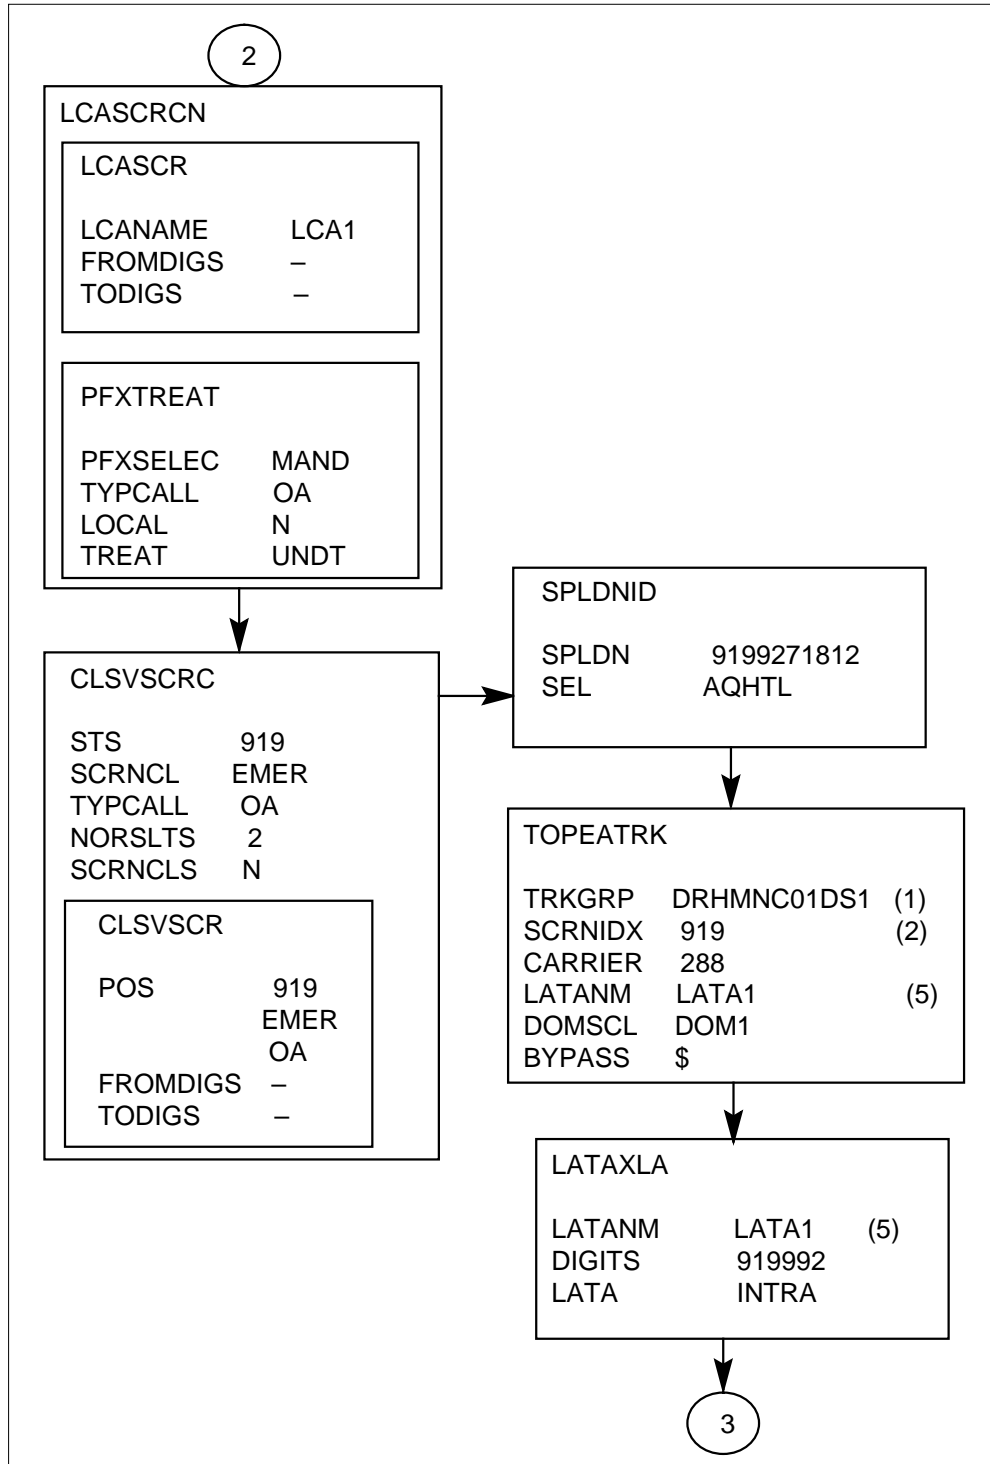 2
LCASCRCN
LCASCR
LCANAME LCA1
FROMDIGS –
TODIGS –
PFXTREAT
PFXSELEC MAND
TYPCALL OA
LOCAL N
TREAT UNDT
CLSVSCRC
STS 919
SCRNCL EMER
TYPCALL OA
NORSLTS 2
SCRNCLS N
CLSVSCR
POS 919
EMER
OA
FROMDIGS –
TODIGS –
SPLDNID
SPLDN 9199271812
SEL AQHTL
TOPEATRK
TRKGRP DRHMNC01DS1 (1)
SCRNIDX 919 (2)
CARRIER 288
LATANM LATA1 (5)
DOMSCL DOM1
BYPASS $
LATAXLA
LATANM LATA1 (5)
DIGITS 919992
LATA INTRA
3